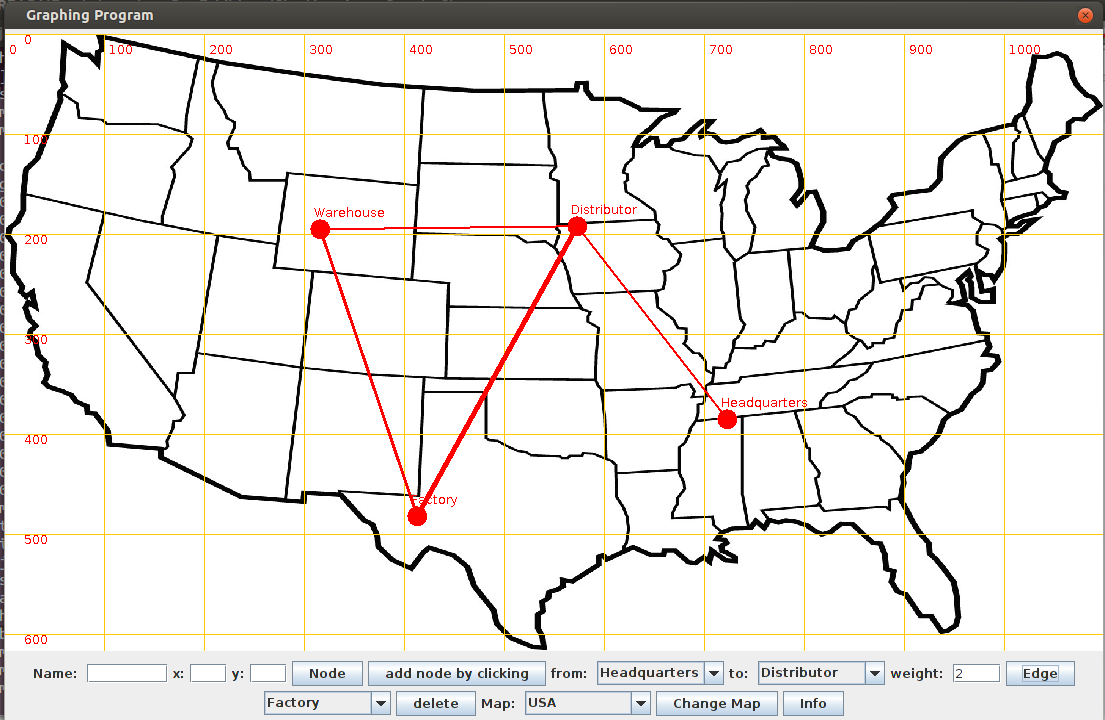 Graphing Program
0
0 100 200 300 400 500 600 700 800 900 1000
100
Warehouse Distributor
200
300
Headquarters
400
Factory
500
600
Name: x: y: Node add node by clicking from: Headquarters to: Distributor weight: 2 Edge
Factory delete Map: USA Change Map Info